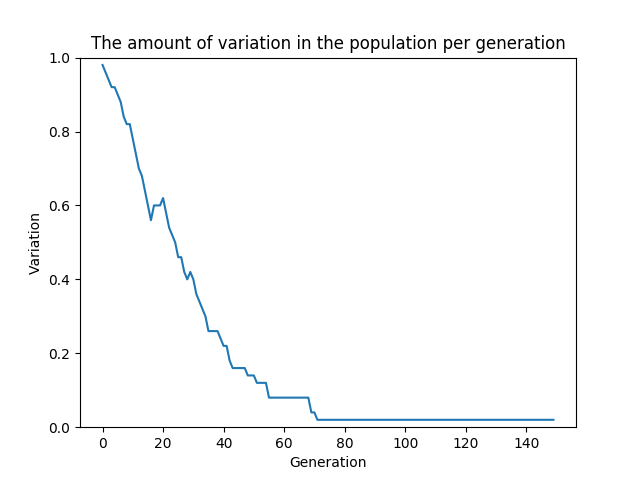 The amount of variation in the population per generation
1.0
0.8
0.6
0.4
0.2
0.0
Variation
0 20 40 60 80 100 120 140
Generation